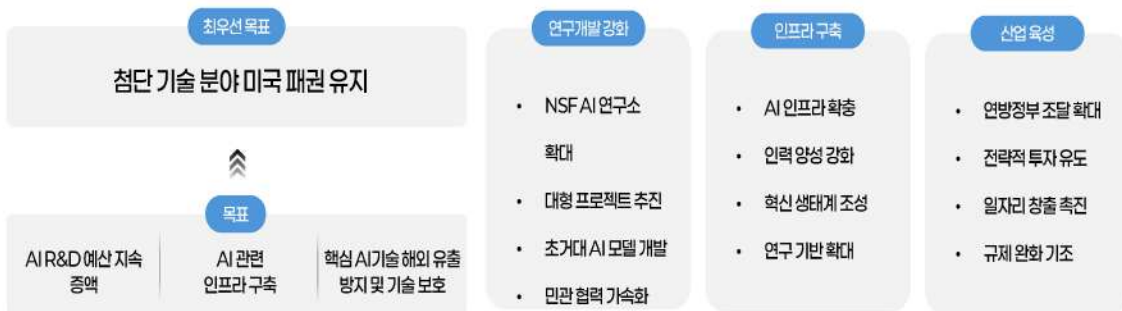 최우선 목표
첨단 기술 분야 미국 패권 유지
목표
AI R&D 예산 지속
증액
AI 관련
인프라 구축
핵심 AI기술 해외 유출
방지 및 기술 보호
연구개발 강화
• NSF AI 연구소
확대
• 대형 프로젝트 추진
• 초거대 AI 모델 개발
• 민관 협력 가속화
인프라 구축
• AI 인프라 확충
• 인력 양성 강화
• 혁신 생태계 조성
• 연구 기반 확대
산업 육성
• 연방정부 조달 확대
• 전략적 투자 유도
• 일자리 창출 촉진
• 규제 완화 기조